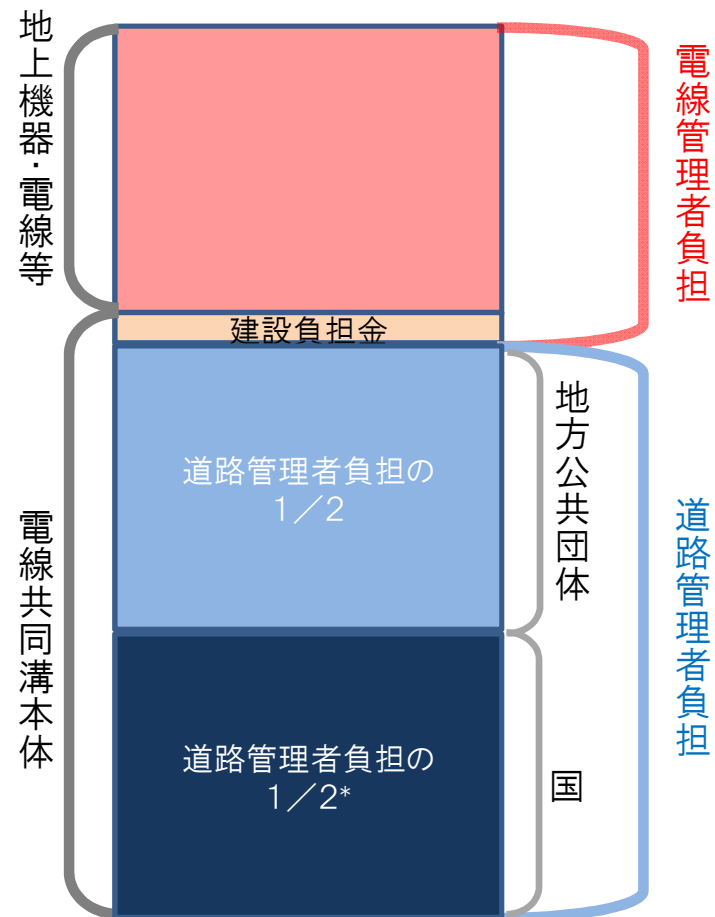 地上機器・電線等
電線管理者負担
建設負担金
道路管理者負担の
1／2
地方公共団体
電線共同溝本体
道路管理者負担
道路管理者負担の
1／2*
国